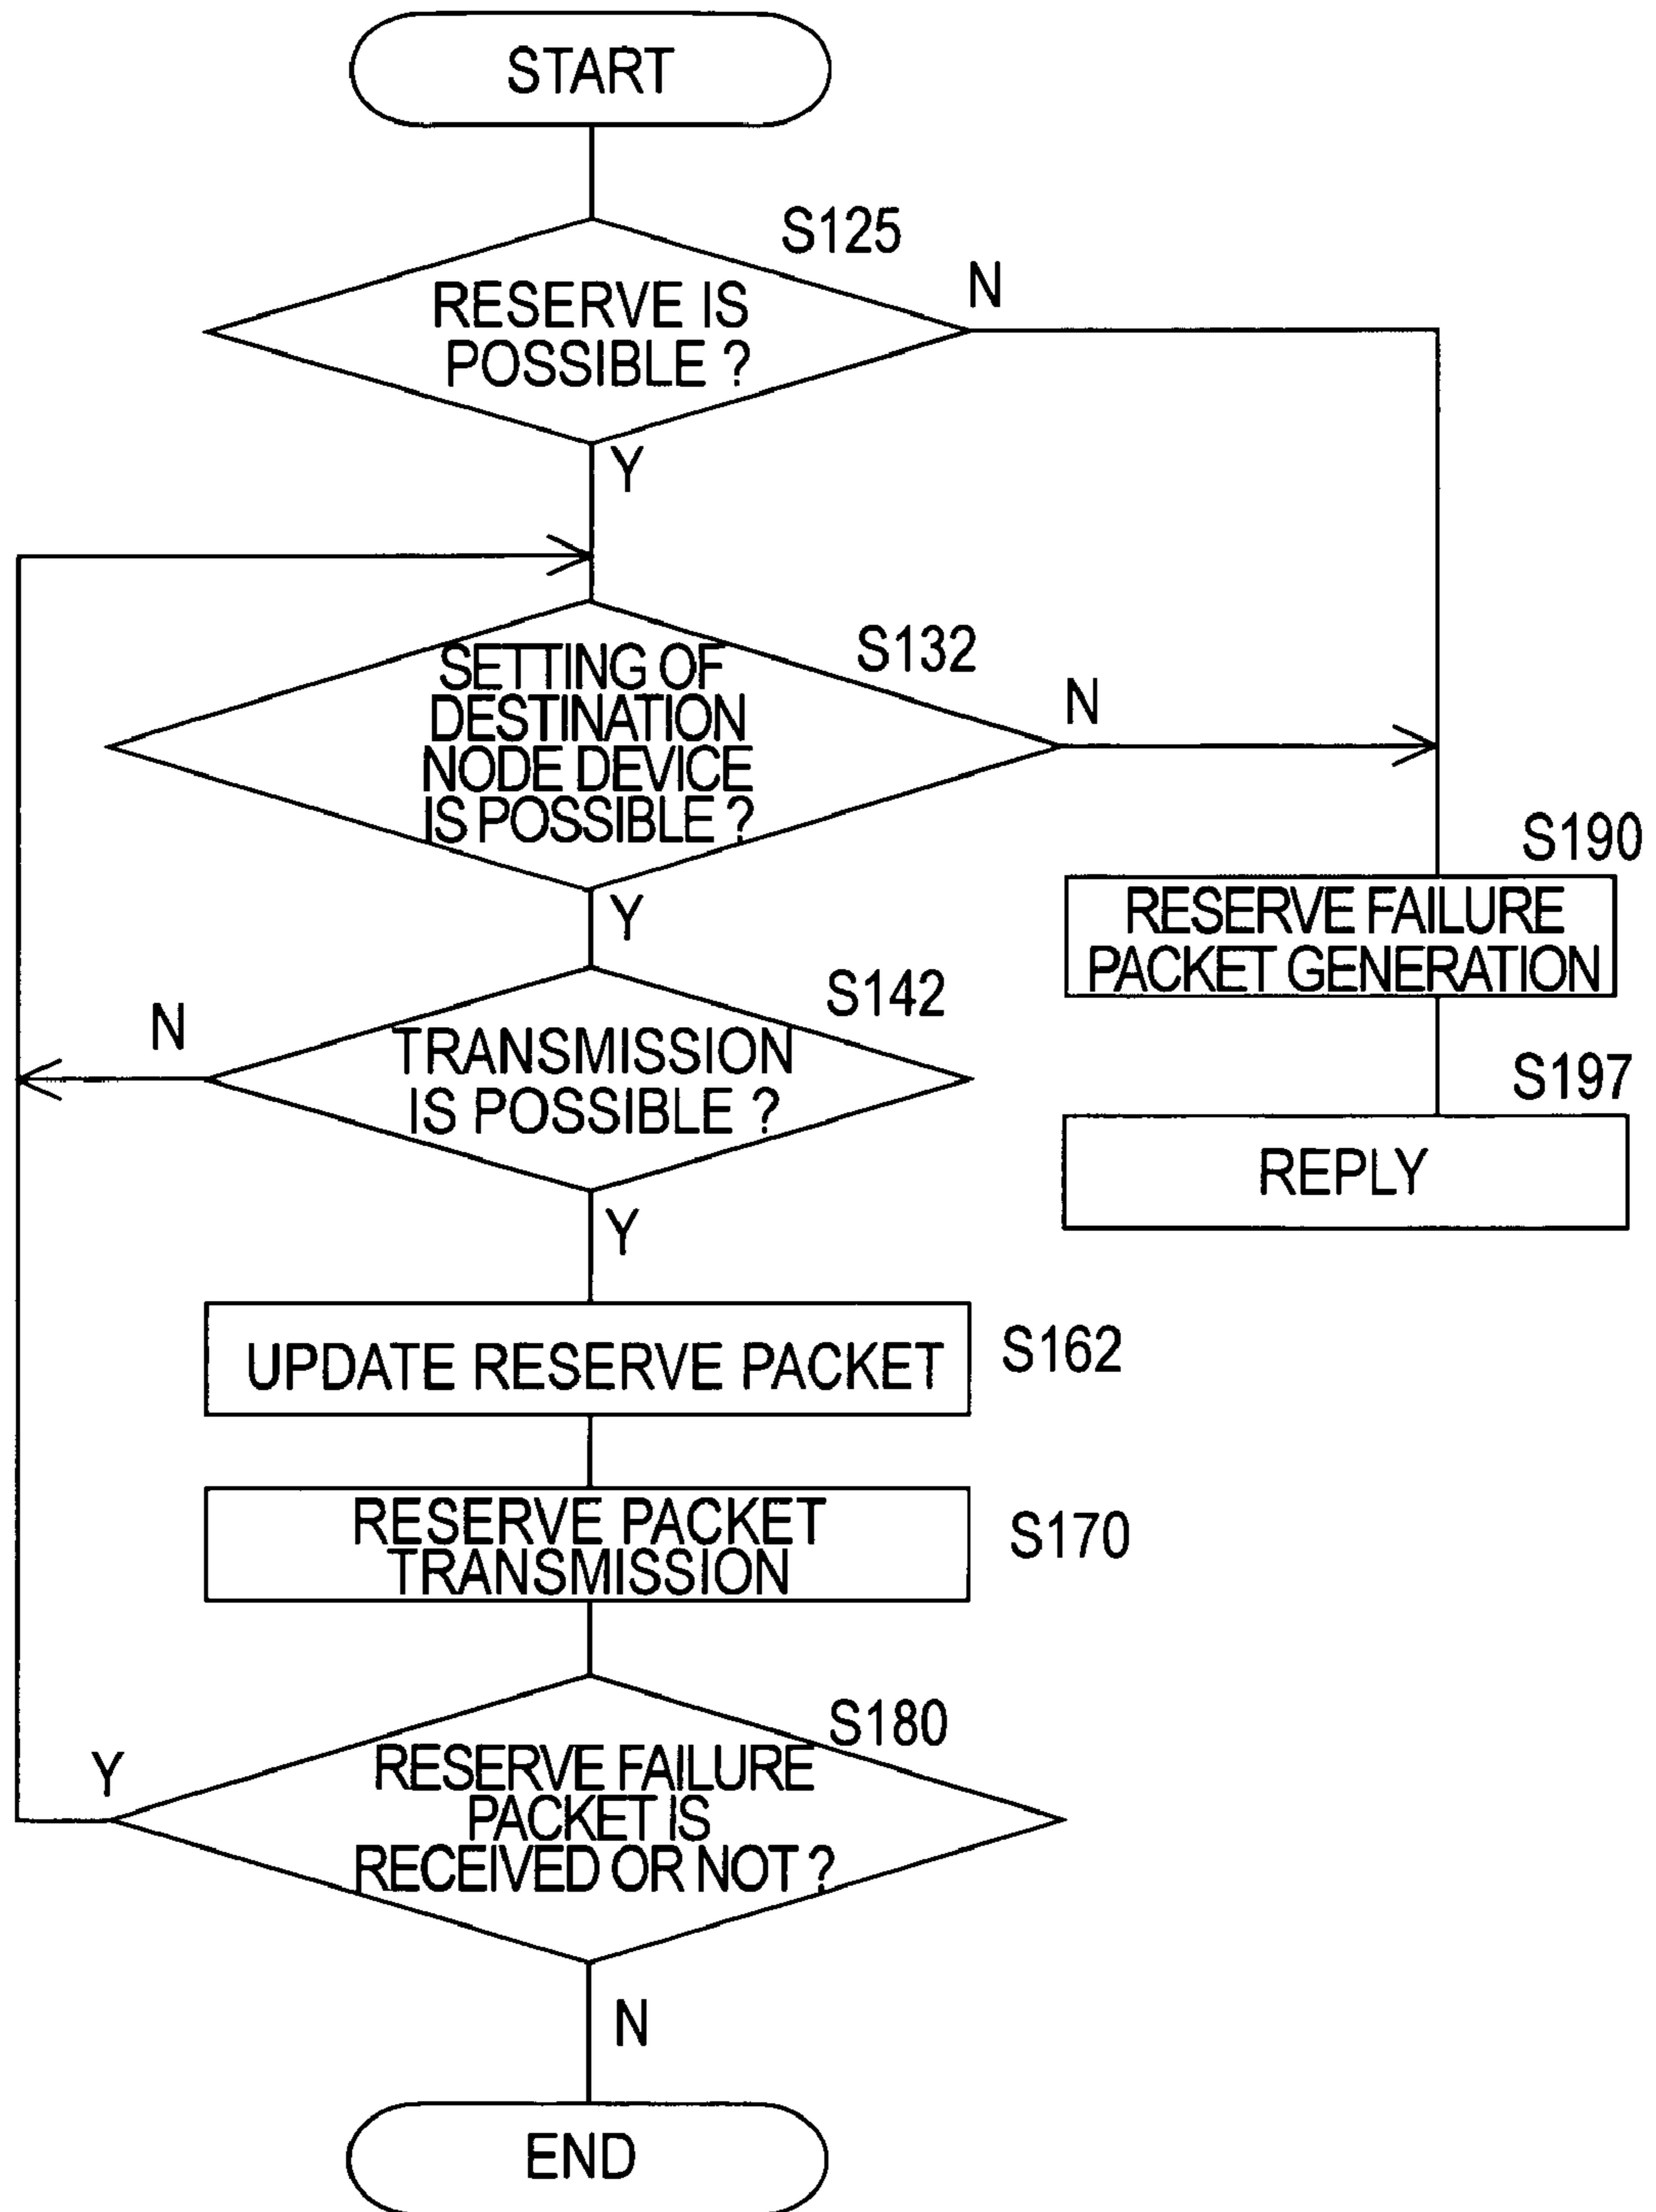 START
S125
RESERVE IS
POSSIBLE ?
N
Y
S132
SETTING OF
DESTINATION
NODE DEVICE
IS POSSIBLE ?
N
Y
S190
RESERVE FAILURE
PACKET GENERATION
S142
TRANSMISSION
IS POSSIBLE ?
N
Y
S197
REPLY
UPDATE RESERVE PACKET
S162
RESERVE PACKET
TRANSMISSION
S170
S180
RESERVE FAILURE
PACKET IS
RECEIVED OR NOT ?
Y
N
END